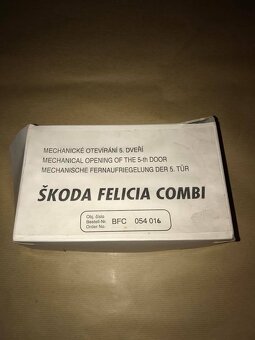 MECHANICKÉ OTEVÍRÁNÍ 5. DVEŘÍ
MECHANICAL OPENING OF THE 5-th DOOR
MECHANISCHE FERNAUFRIEGELUNG DER 5. TÜR
ŠKODA FELICIA COMBI
Obj. číslo
Bestell-Nr. BFC 054 016
Order No.